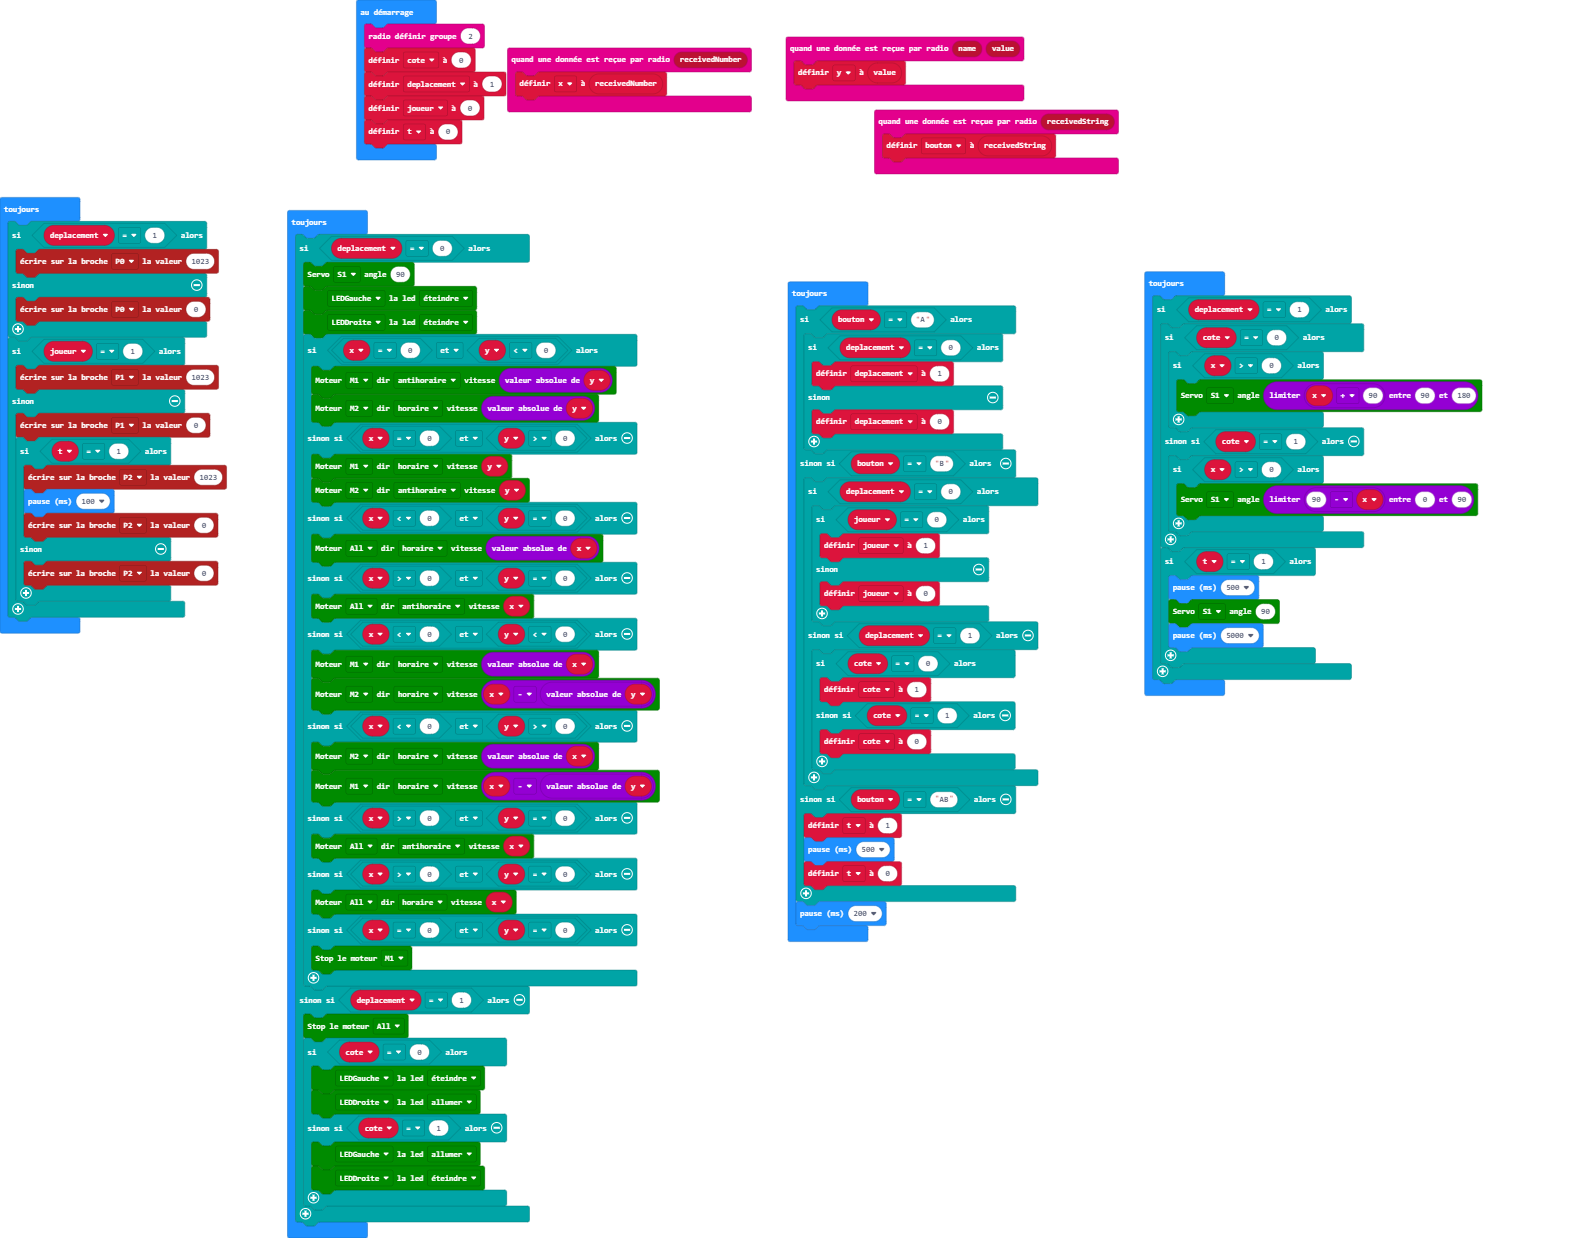 au démarrage
radio définir groupe 2
définir cote à 0
définir deplacement à 1
définir joueur à 0
définir t à 0
quand une donnée est reçue par radio receivedNumber
définir x à receivedNumber
quand une donnée est reçue par radio name value
définir y à value
quand une donnée est reçue par radio receivedString
définir bouton à receivedString
toujours
si deplacement = 1 alors
écrire sur la broche P0 la valeur 1023
sinon
écrire sur la broche P0 la valeur 0
si joueur = 1 alors
écrire sur la broche P1 la valeur 1023
sinon
écrire sur la broche P1 la valeur 0
si t = 1 alors
écrire sur la broche P2 la valeur 1023
pause (ms) 100
écrire sur la broche P2 la valeur 0
sinon
écrire sur la broche P2 la valeur 0
toujours
si deplacement = 0 alors
Servo S1 angle 90
LEDGauche la led éteindre
LEDDroite la led éteindre
si x = 0 et y < 0 alors
Moteur M1 dir antihoraire vitesse valeur absolue de y
Moteur M2 dir horaire vitesse valeur absolue de y
sinon si x = 0 et y > 0 alors
Moteur M1 dir horaire vitesse y
Moteur M2 dir antihoraire vitesse y
sinon si x < 0 et y = 0 alors
Moteur All dir horaire vitesse valeur absolue de x
sinon si x > 0 et y = 0 alors
Moteur All dir antihoraire vitesse x
sinon si x < 0 et y < 0 alors
Moteur M1 dir horaire vitesse valeur absolue de x
Moteur M2 dir horaire vitesse x - valeur absolue de y
sinon si x < 0 et y > 0 alors
Moteur M2 dir horaire vitesse valeur absolue de x
Moteur M1 dir horaire vitesse x - valeur absolue de y
sinon si x > 0 et y = 0 alors
Moteur All dir antihoraire vitesse x
sinon si x > 0 et y = 0 alors
Moteur All dir horaire vitesse x
sinon si x = 0 et y = 0 alors
Stop le moteur M1
sinon si deplacement = 1 alors
Stop le moteur All
si cote = 0 alors
LEDGauche la led éteindre
LEDDroite la led allumer
sinon si cote = 1 alors
LEDGauche la led allumer
LEDDroite la led éteindre
toujours
si bouton = "A" alors
si deplacement = 0 alors
définir deplacement à 1
sinon
définir deplacement à 0
sinon si bouton = "B" alors
si deplacement = 0 alors
si joueur = 0 alors
définir joueur à 1
sinon
définir joueur à 0
sinon si deplacement = 1 alors
si cote = 0 alors
définir cote à 1
sinon si cote = 1 alors
définir cote à 0
sinon si bouton = "AB" alors
définir t à 1
pause (ms) 500
définir t à 0
pause (ms) 200
toujours
si deplacement = 1 alors
si cote = 0 alors
si x > 0 alors
Servo S1 angle limiter x + 90 entre 90 et 180
sinon si cote = 1 alors
si x > 0 alors
Servo S1 angle limiter 90 - x entre 0 et 90
si t = 1 alors
pause (ms) 500
Servo S1 angle 90
pause (ms) 5000